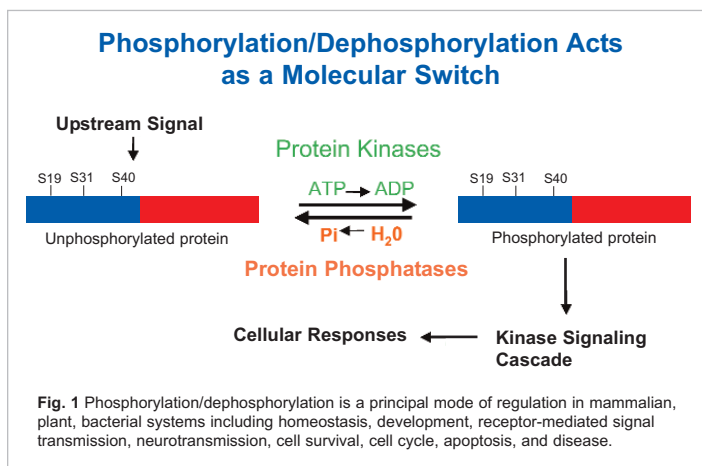 Phosphorylation/Dephosphorylation Acts
as a Molecular Switch
Upstream Signal
Protein Kinases
S19 S31 S40
ATP ADP
S19 S31 S40
Unphosphorylated protein
Pi H₂0
Phosphorylated protein
Protein Phosphatases
Cellular Responses
Kinase Signaling
Cascade
Fig. 1 Phosphorylation/dephosphorylation is a principal mode of regulation in mammalian,
plant, bacterial systems including homeostasis, development, receptor-mediated signal
transmission, neurotransmission, cell survival, cell cycle, apoptosis, and disease.